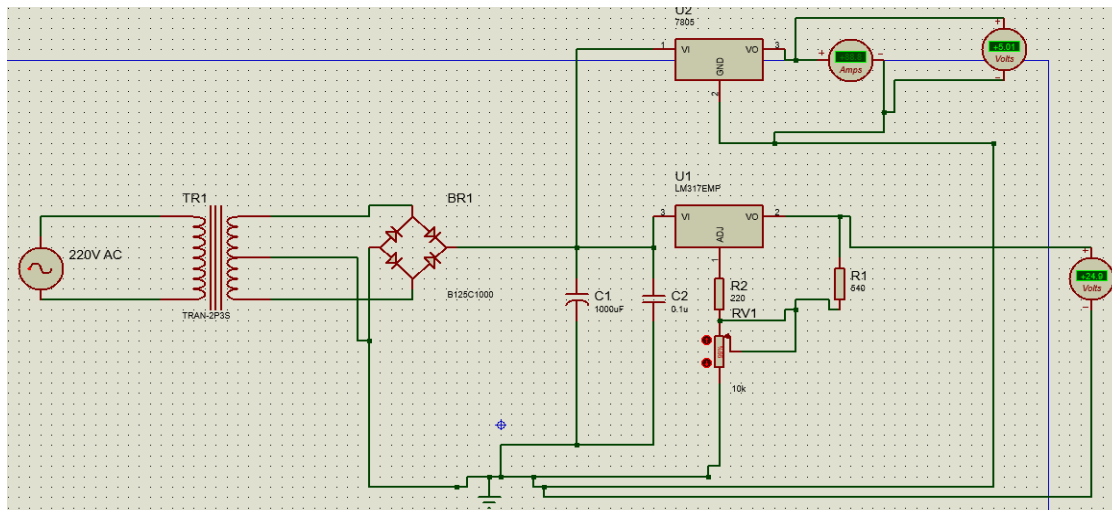 U2
7805
1
VI
VO
3
GND
2
+
-
Amps
+
+5.01
Volts
-
TR1
220V AC
TRAN-2P3S
BR1
B125C1000
C1
1000uF
C2
0.1u
U1
LM317EMP
3
VI
VO
2
ADJ
1
R2
220
RV1
10k
R1
640
+
+24.0
Volts
-